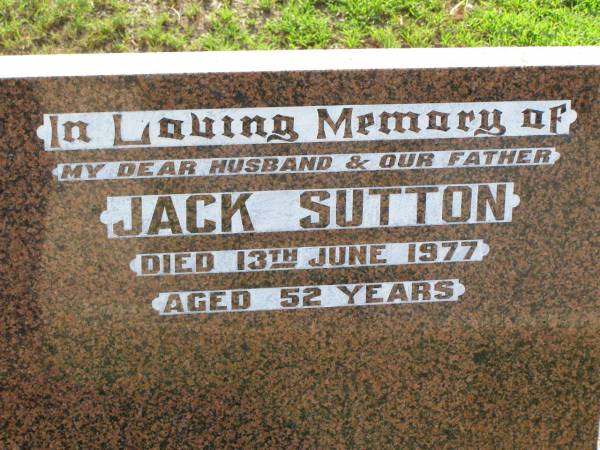 In Loving Memory of
MY DEAR HUSBAND & OUR FATHER
JACK SUTTON
DIED 13TH JUNE 1977
AGED 52 YEARS